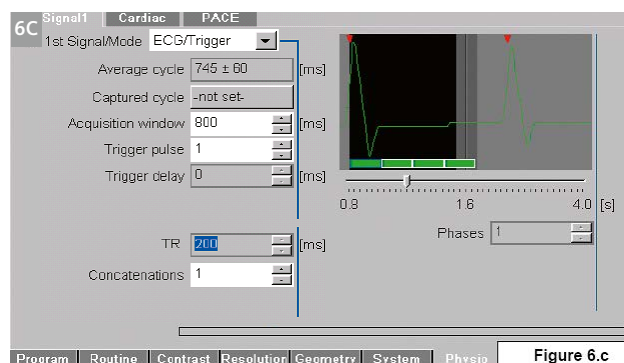 6C
Signal1 Cardiac PACE
1st Signal/Mode ECG/Trigger
Average cycle 745 ± 60 [ms]
Captured cycle -not set-
Acquisition window 800 [ms]
Trigger pulse 1
Trigger delay 0 [ms]
0.8 1.6 4.0 [s]
Phases 1
TR 200 [ms]
Concatenations 1
Program Routine Contrast Resolution Geometry System Physio
Figure 6.c